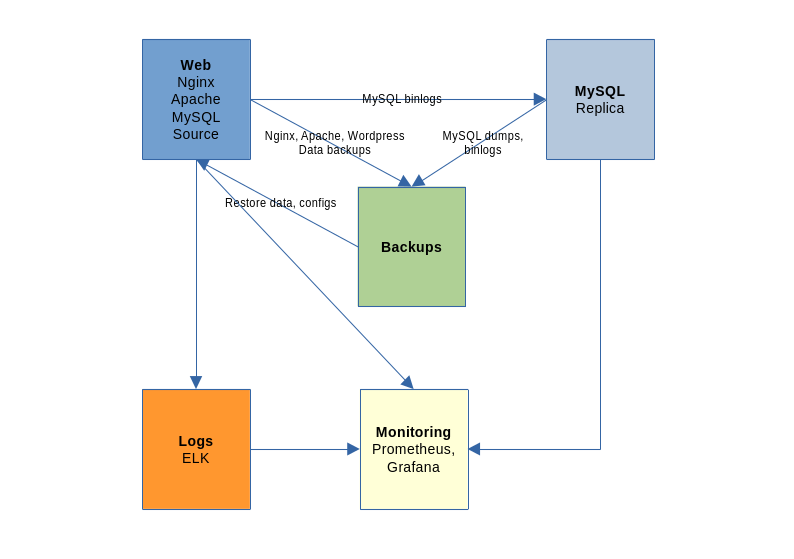 Web
Nginx
Apache
MySQL
Source
MySQL binlogs
MySQL
Replica
Nginx, Apache, Wordpress
Data backups
MySQL dumps,
binlogs
Restore data, configs
Backups
Logs
ELK
Monitoring
Prometheus,
Grafana